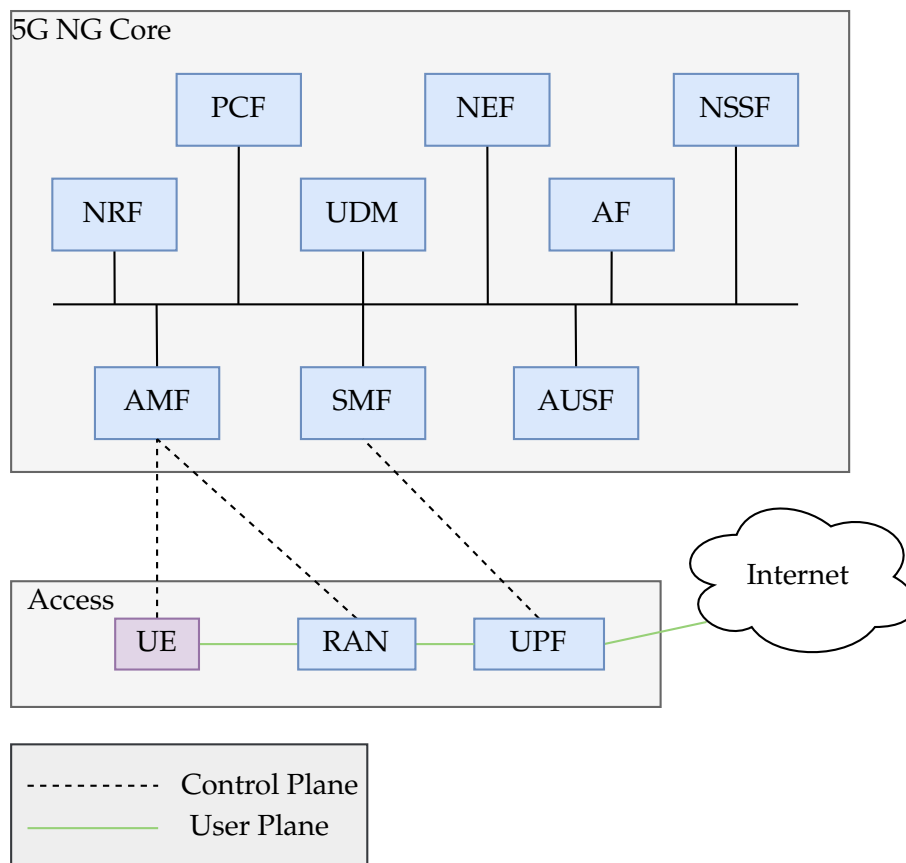 5G NG Core
PCF
NEF
NSSF
NRF
UDM
AF
AMF
SMF
AUSF
Internet
Access
UE
RAN
UPF
Control Plane
User Plane